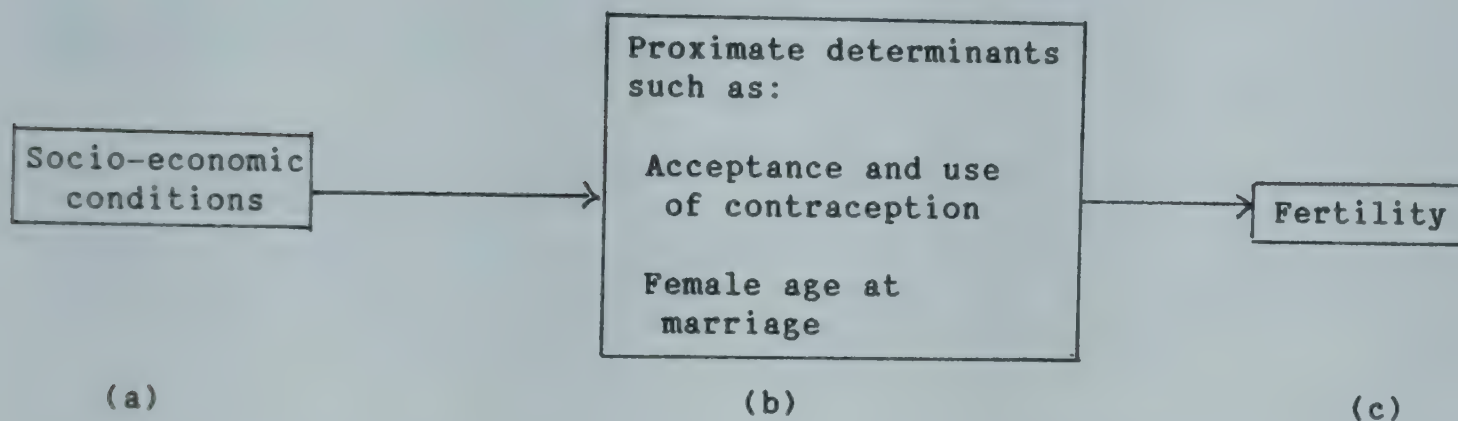 Socio-economic
conditions
Proximate determinants
such as:
Acceptance and use
of contraception
Female age at
marriage
Fertility
(a)
(b)
(c)